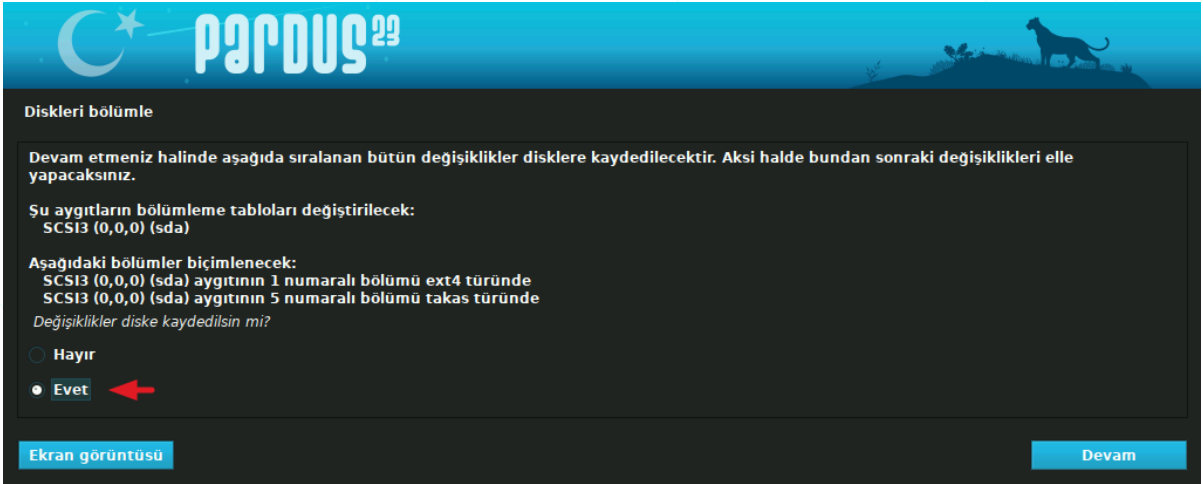 PARDUS 23
Diskleri bölümle
Devam etmeniz halinde aşağıda sıralanan bütün değişiklikler disklere kaydedilecektir. Aksi halde bundan sonraki değişiklikleri elle
yapacaksınız.
Şu aygıtların bölümleme tabloları değiştirilecek:
SCSI3 (0,0,0) (sda)
Aşağıdaki bölümler biçimlenecek:
SCSI3 (0,0,0) (sda) aygıtının 1 numaralı bölümü ext4 türünde
SCSI3 (0,0,0) (sda) aygıtının 5 numaralı bölümü takas türünde
Değişiklikler diske kaydedilsin mi?
Hayır
Evet
Ekran görüntüsü
Devam